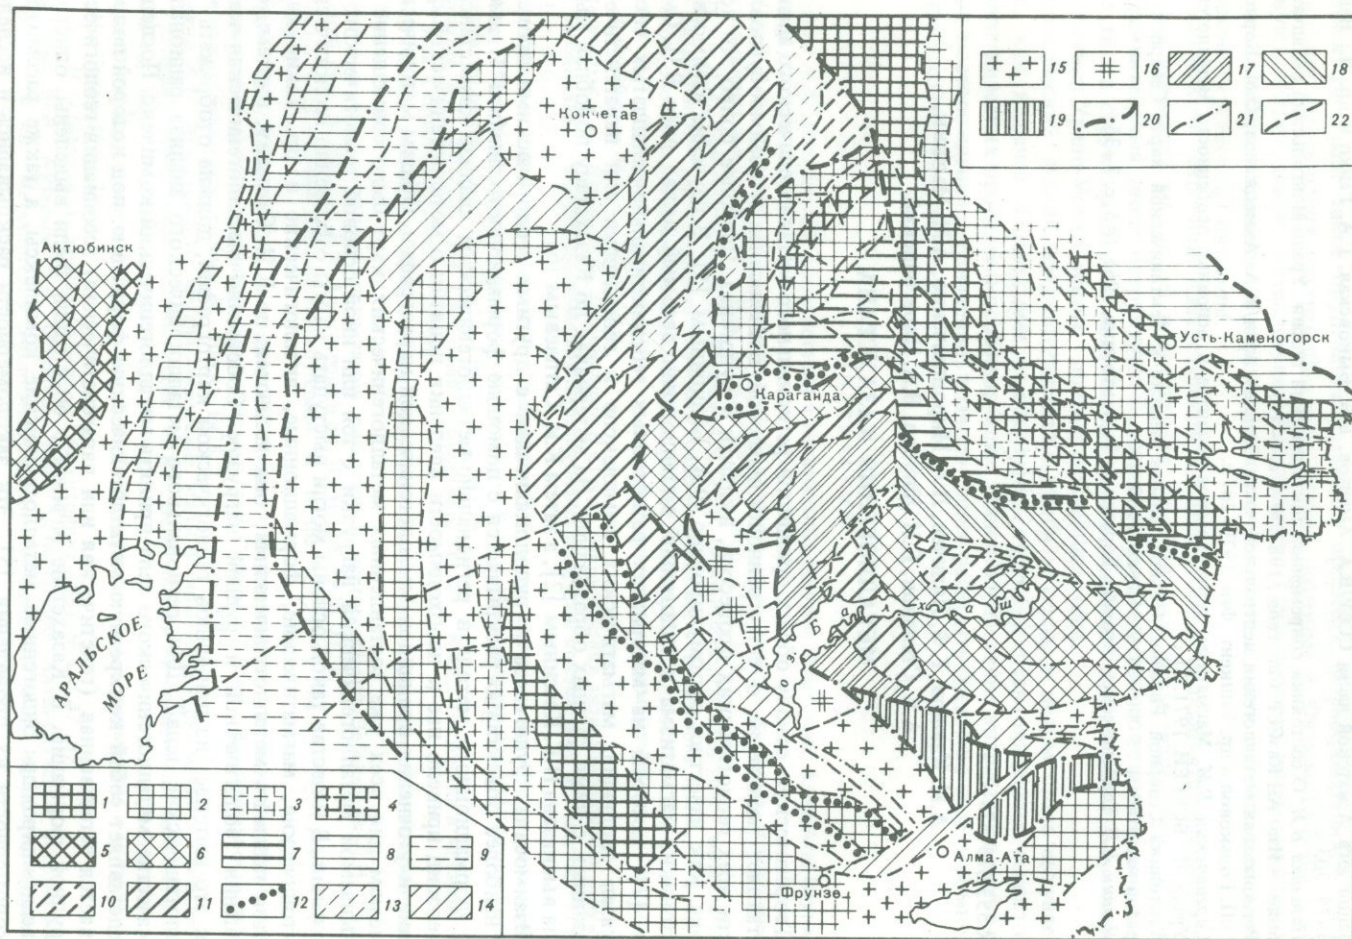 15 16 17 18
19 20 21 22
Кокчетав
Актюбинск
Усть-Каменогорск
Караганда
оз. Балхаш
АРАЛЬСКОЕ
МОРЕ
1 2 3 4
5 6 7 8 9
10 11 12 13 14
Алма-Ата
Фрунзе